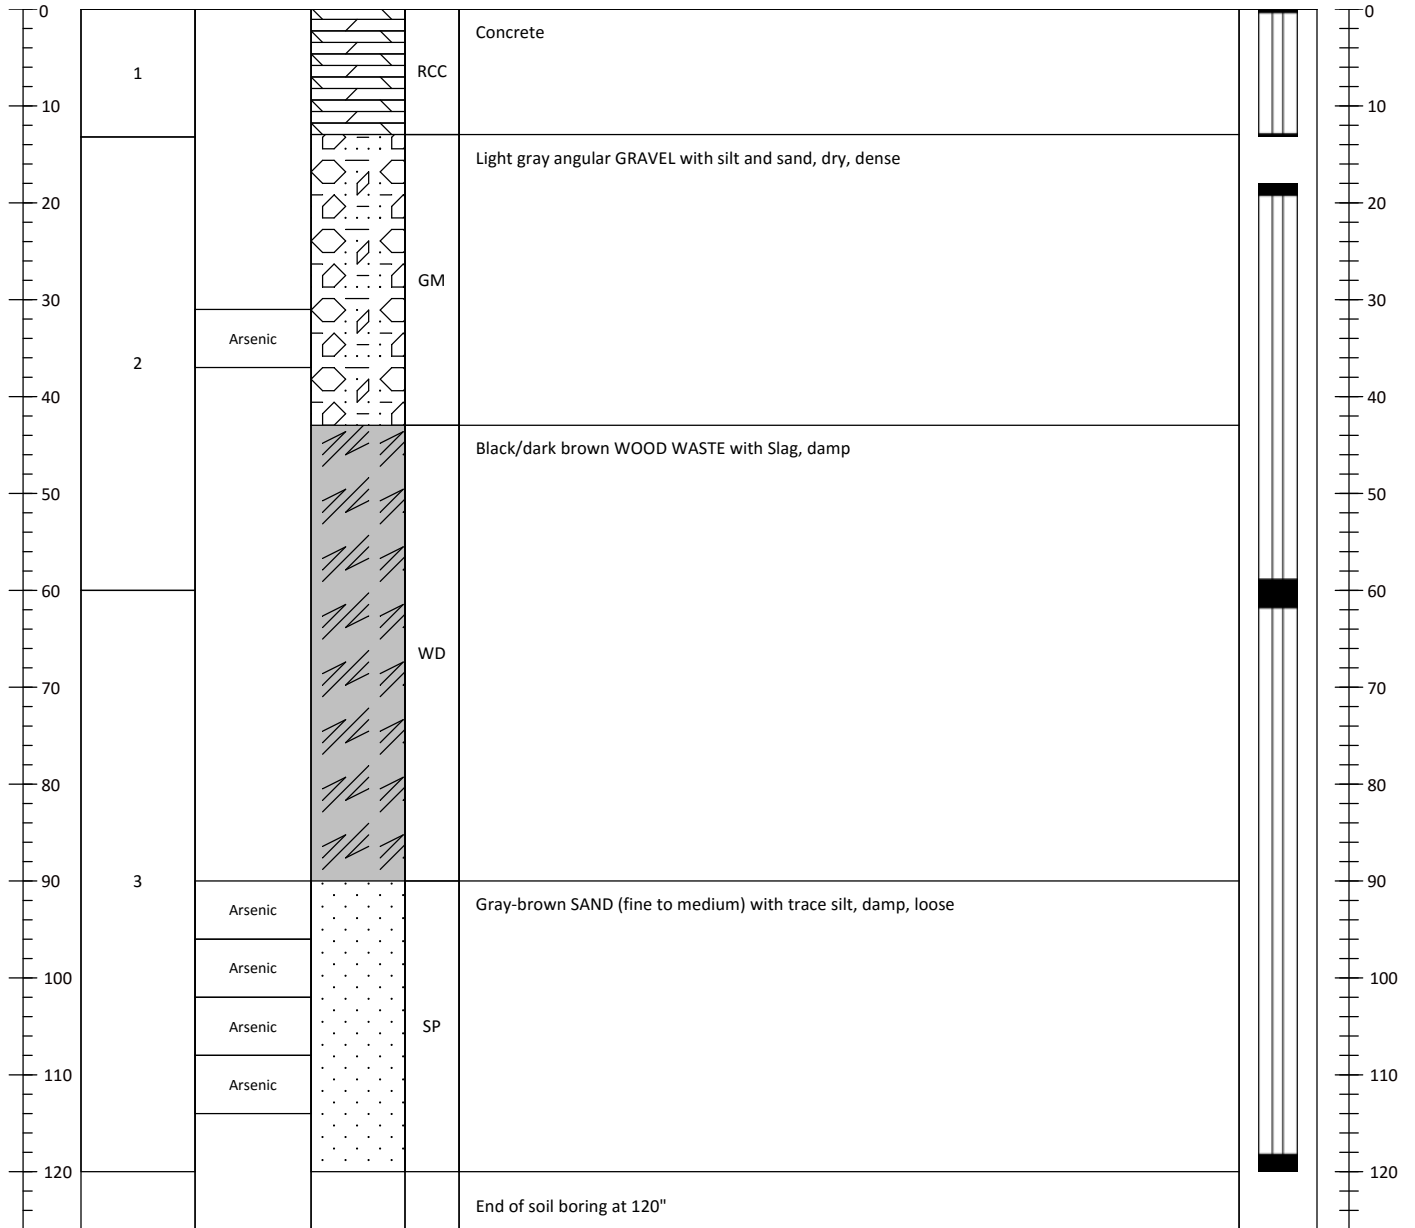 0
0
Concrete
1
RCC
10
10
Light gray angular GRAVEL with silt and sand, dry, dense
20
20
GM
30
30
Arsenic
2
40
40
Black/dark brown WOOD WASTE with Slag, damp
50
50
60
60
WD
70
70
80
80
90
3
90
Arsenic
Gray-brown SAND (fine to medium) with trace silt, damp, loose
Arsenic
100
100
Arsenic
SP
110
Arsenic
110
120
120
End of soil boring at 120"